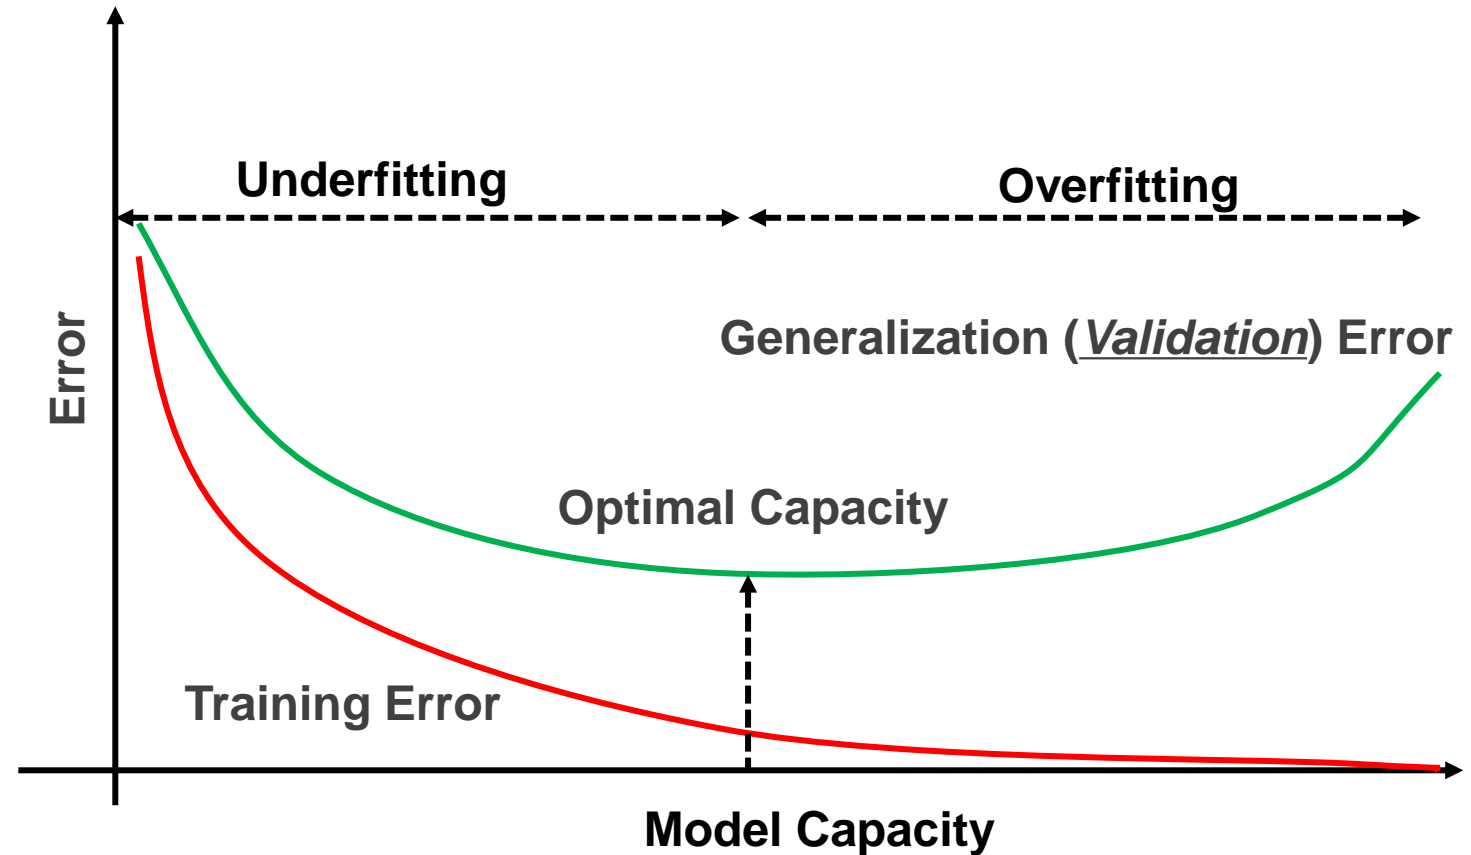 Underfitting
Overfitting
Generalization (Validation) Error
Error
Optimal Capacity
Training Error
Model Capacity